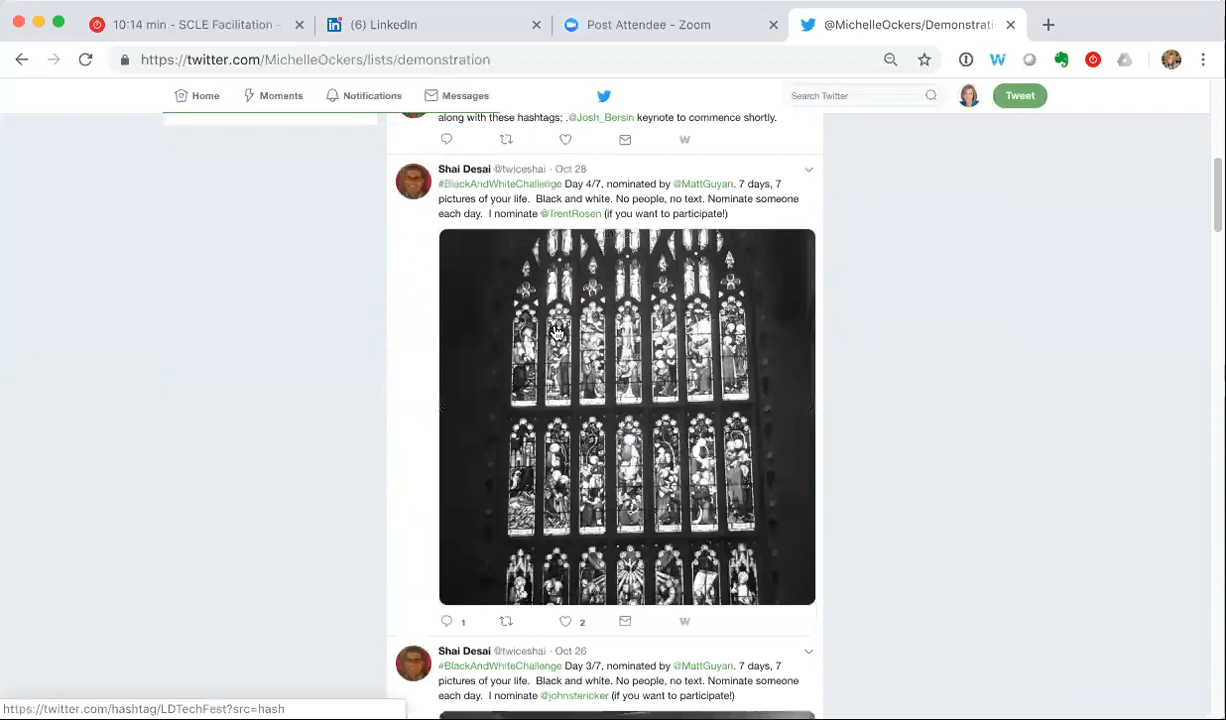 10:14 min - SCLE Facilitation -
(6) LinkedIn
Post Attendee - Zoom
@MichelleOckers/Demonstrati
https://twitter.com/MichelleOckers/lists/demonstration
Home
Moments
Notifications
Messages
Search Twitter
Tweet
along with these hashtags; .@Josh_Bersin keynote to commence shortly.
Shai Desai @twiceshai · Oct 28
#BlackAndWhiteChallenge Day 4/7, nominated by @MattGuyan. 7 days, 7
pictures of your life. Black and white. No people, no text. Nominate someone
each day. I nominate @TrentRosen (if you want to participate!)
1
2
Shai Desai @twiceshai · Oct 26
#BlackAndWhiteChallenge Day 3/7, nominated by @MattGuyan. 7 days, 7
pictures of your life. Black and white. No people, no text. Nominate someone
each day. I nominate @johnstericker (if you want to participate!)
https://twitter.com/hashtag/LDTechFest?src=hash